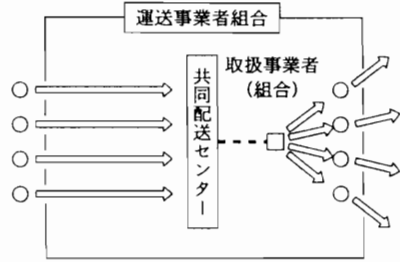 運送事業者組合
取扱事業者
（組合）
共同配送センター